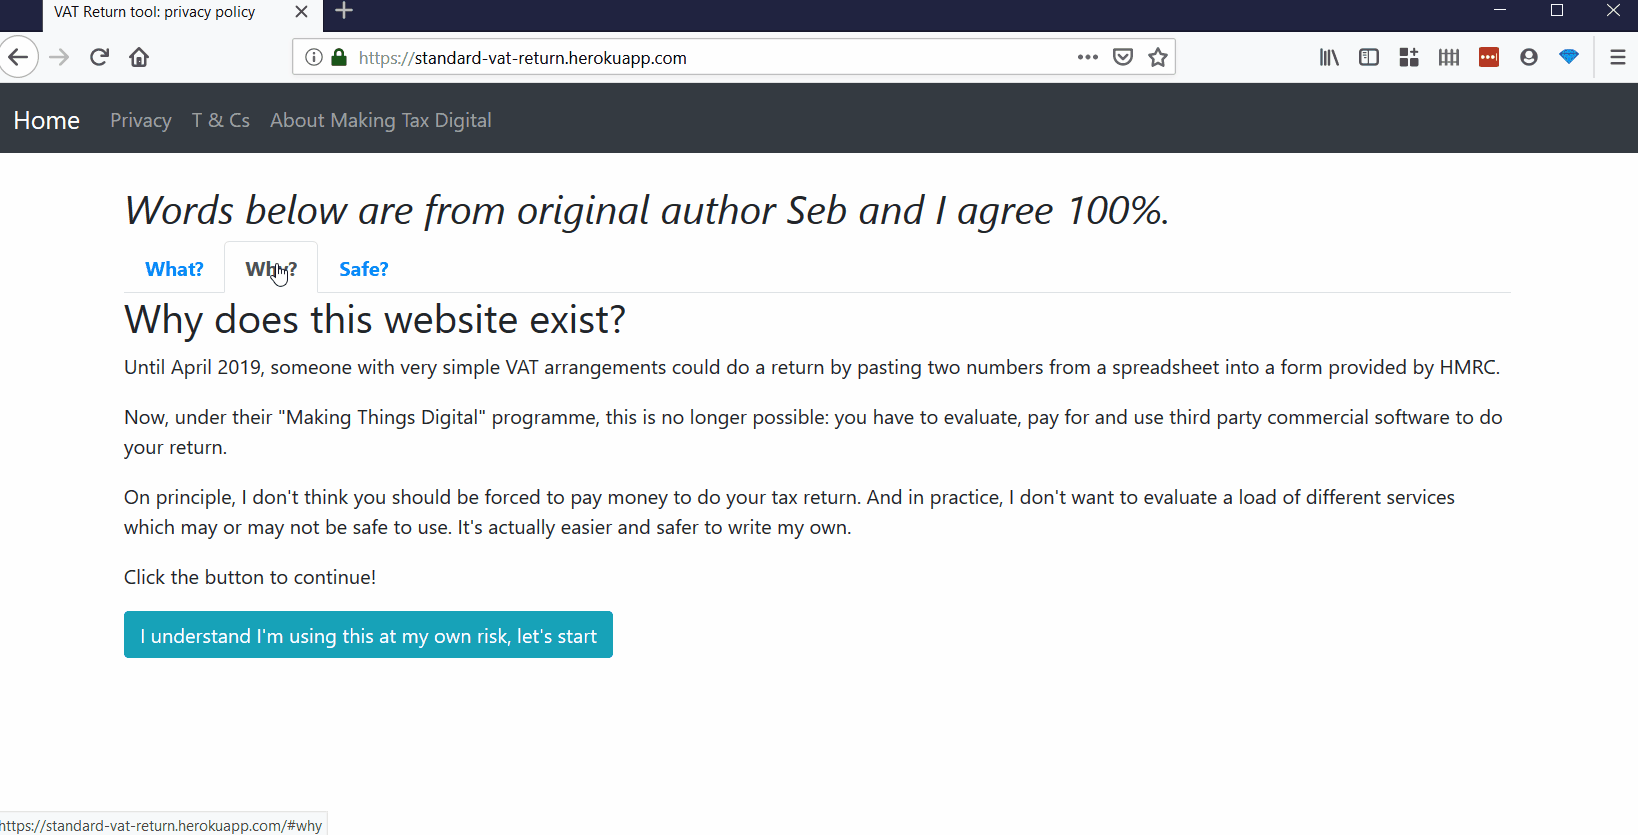 VAT Return tool: privacy policy
https://standard-vat-return.herokuapp.com
Home Privacy T & Cs About Making Tax Digital
Words below are from original author Seb and I agree 100%.
What? Why? Safe?
Why does this website exist?
Until April 2019, someone with very simple VAT arrangements could do a return by pasting two numbers from a spreadsheet into a form provided by HMRC.
Now, under their "Making Things Digital" programme, this is no longer possible: you have to evaluate, pay for and use third party commercial software to do
your return.
On principle, I don't think you should be forced to pay money to do your tax return. And in practice, I don't want to evaluate a load of different services
which may or may not be safe to use. It's actually easier and safer to write my own.
Click the button to continue!
I understand I'm using this at my own risk, let's start
https://standard-vat-return.herokuapp.com/#why